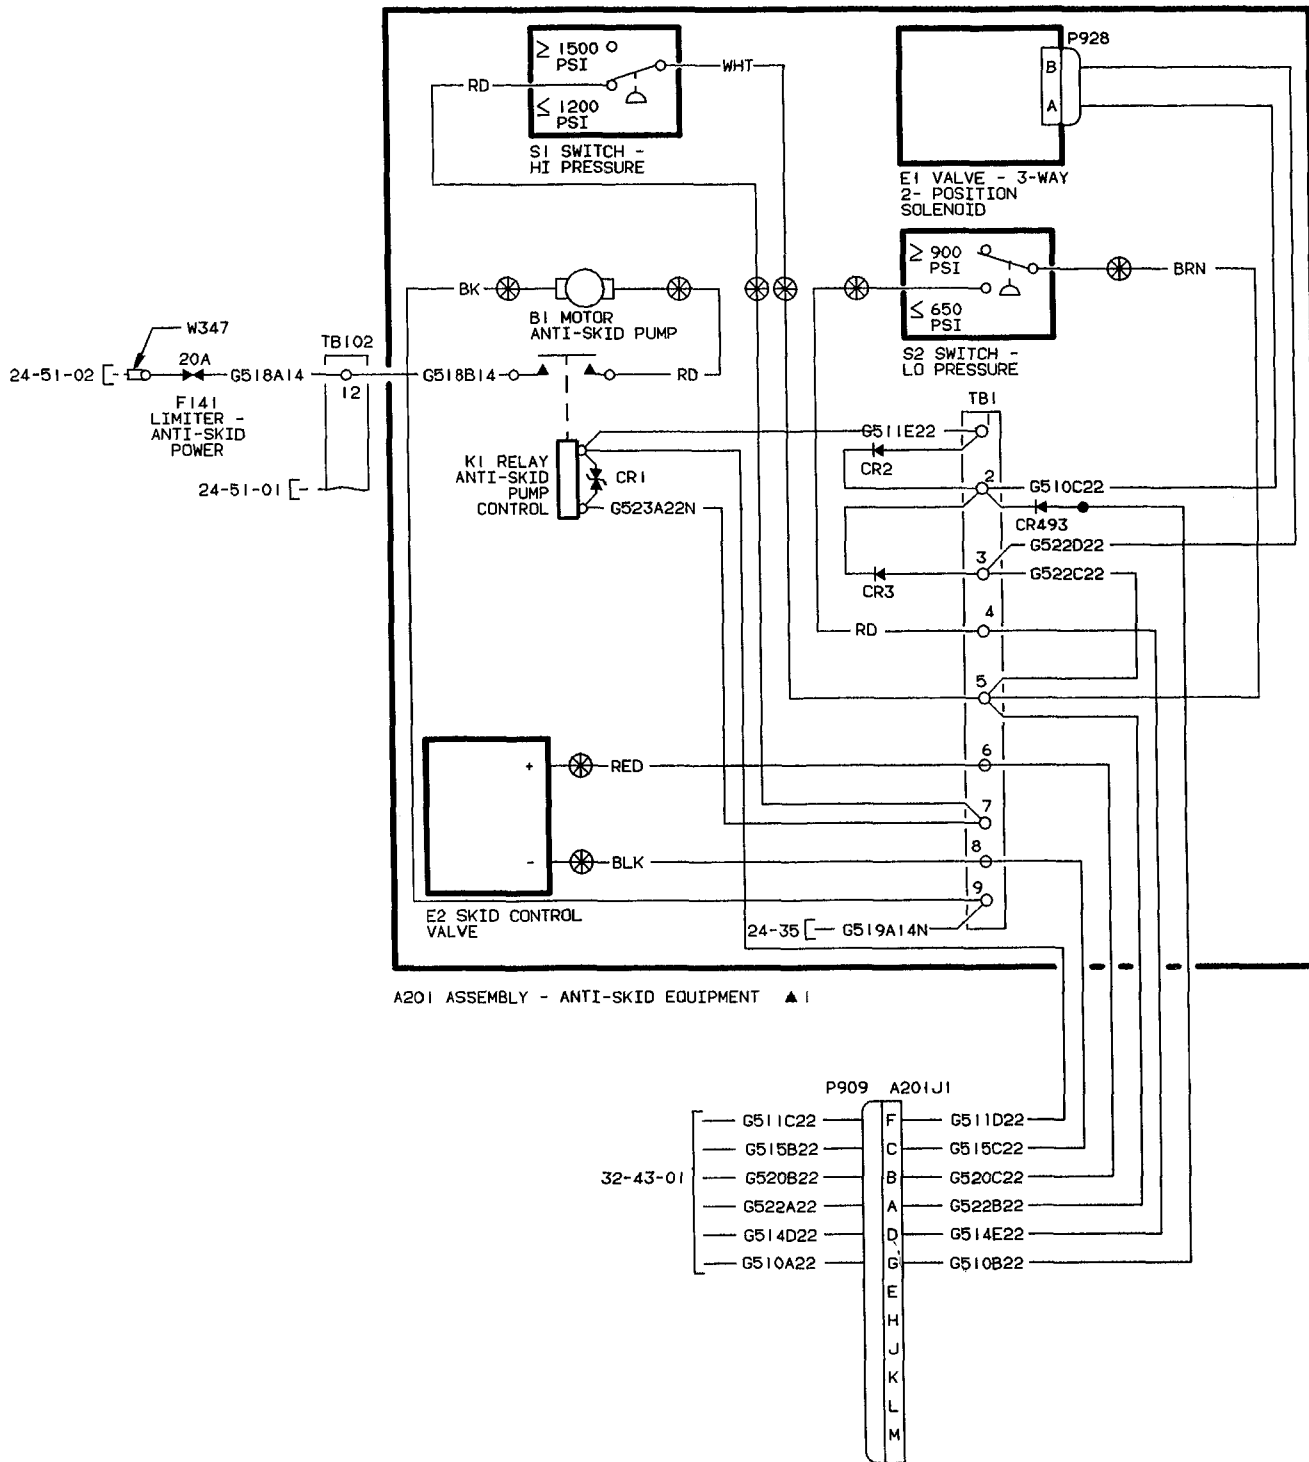 ≥ 1500
PSI
≤ 1200
PSI
RD
WHT
S1 SWITCH -
HI PRESSURE
P928
B
A
E1 VALVE - 3-WAY
2- POSITION
SOLENOID
≥ 900
PSI
≤ 650
PSI
BRN
S2 SWITCH -
LO PRESSURE
BK
B1 MOTOR
ANTI-SKID PUMP
W347
TB102
24-51-02
20A
G518A14
12
G518B14
RD
F141
LIMITER -
ANTI-SKID
POWER
24-51-01
K1 RELAY
ANTI-SKID
PUMP
CONTROL
CR1
G523A22N
TB1
G511E22
1
CR2
2
G510C22
CR493
G522D22
3
G522C22
CR3
4
RD
5
+
RED
6
7
-
BLK
8
9
E2 SKID CONTROL
VALVE
24-35
G519A14N
A201 ASSEMBLY - ANTI-SKID EQUIPMENT ▲ 1
P909 A201J1
32-43-01
G511C22 F G511D22
G515B22 C G515C22
G520B22 B G520C22
G522A22 A G522B22
G514D22 D G514E22
G510A22 G G510B22
E
H
J
K
L
M